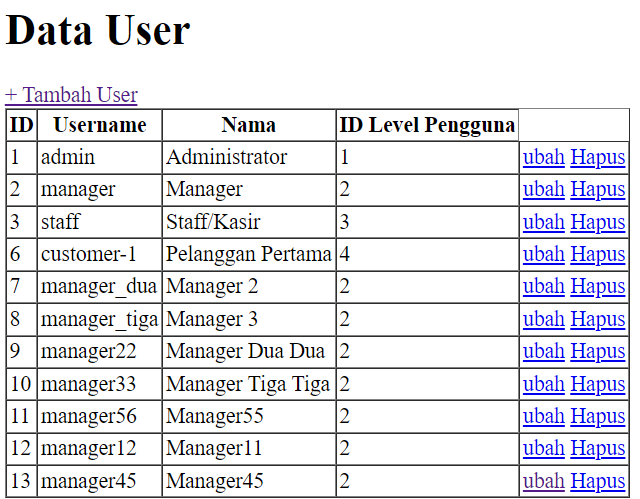 Data User
+ Tambah User
ID Username Nama ID Level Pengguna
1 admin Administrator 1 ubah Hapus
2 manager Manager 2 ubah Hapus
3 staff Staff/Kasir 3 ubah Hapus
6 customer-1 Pelanggan Pertama 4 ubah Hapus
7 manager_dua Manager 2 2 ubah Hapus
8 manager_tiga Manager 3 2 ubah Hapus
9 manager22 Manager Dua Dua 2 ubah Hapus
10 manager33 Manager Tiga Tiga 2 ubah Hapus
11 manager56 Manager55 2 ubah Hapus
12 manager12 Manager11 2 ubah Hapus
13 manager45 Manager45 2 ubah Hapus